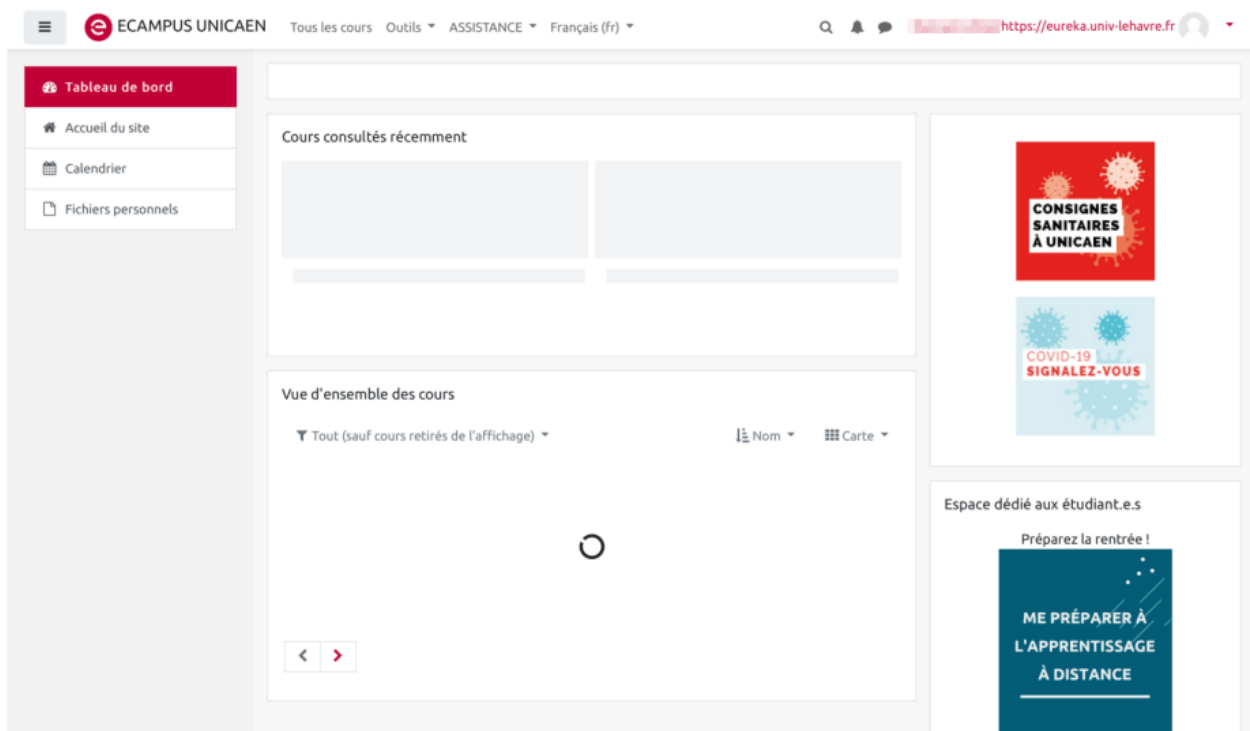 ECAMPUS UNICAEN Tous les cours Outils ASSISTANCE Français (fr) https://eureka.univ-lehavre.fr
Tableau de bord
Accueil du site
Calendrier
Fichiers personnels
Cours consultés récemment
Vue d'ensemble des cours
Tout (sauf cours retirés de l'affichage) Nom Carte
CONSIGNES
SANITAIRES
À UNICAEN
COVID-19
SIGNALEZ-VOUS
Espace dédié aux étudiant.e.s
Préparez la rentrée !
ME PRÉPARER À
L'APPRENTISSAGE
À DISTANCE